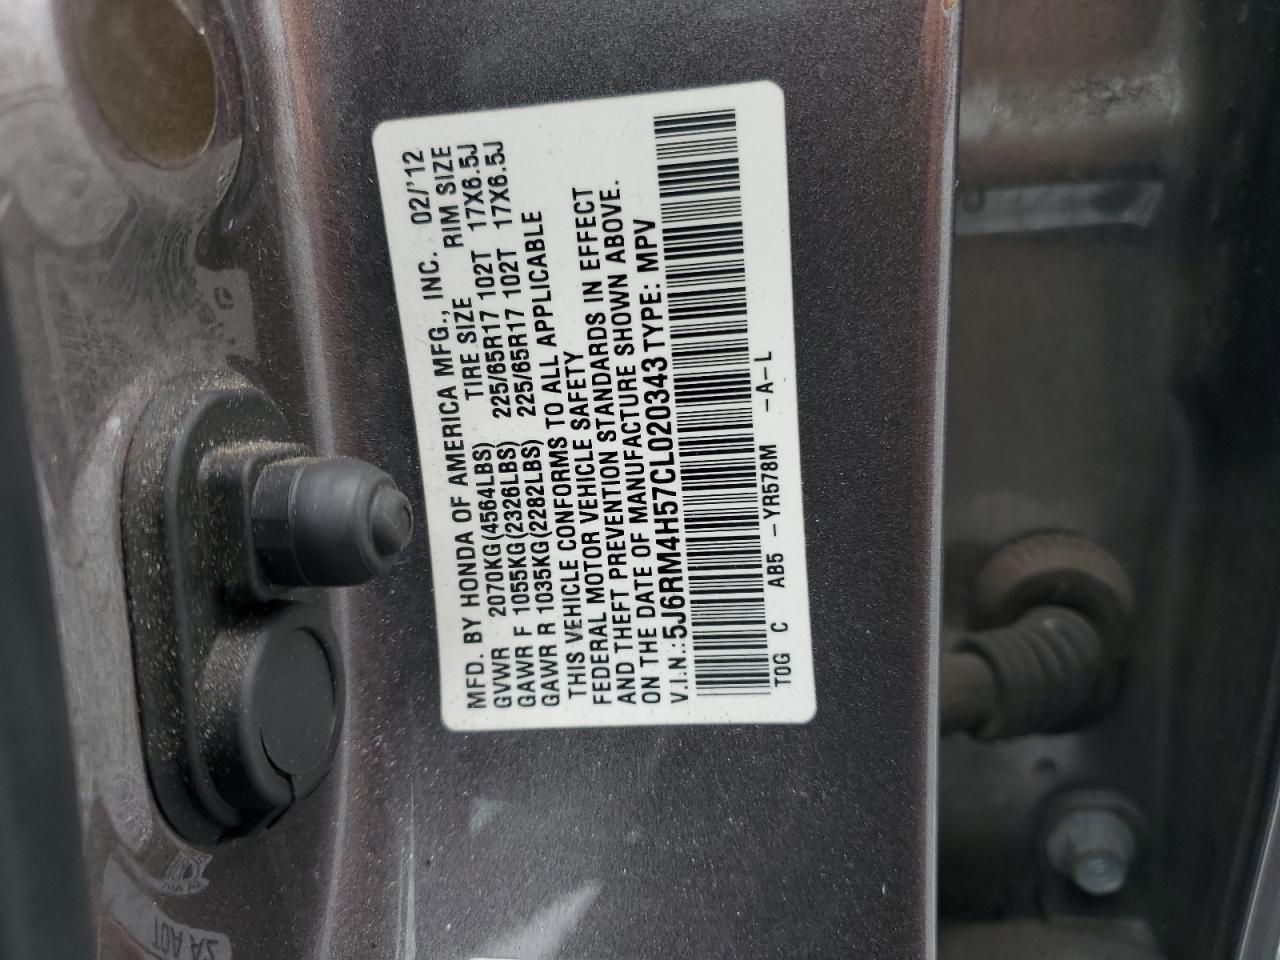 MFD. BY HONDA OF AMERICA MFG., INC. 02/'12
TIRE SIZE RIM SIZE
GVWR 2070KG(4564LBS)
GAWR F 1055KG(2326LBS) 225/65R17 102T 17X6.5J
GAWR R 1035KG(2282LBS) 225/65R17 102T 17X6.5J
THIS VEHICLE CONFORMS TO ALL APPLICABLE
FEDERAL MOTOR VEHICLE SAFETY
AND THEFT PREVENTION STANDARDS IN EFFECT
ON THE DATE OF MANUFACTURE SHOWN ABOVE.
V.I.N.:5J6RM4H57CL020343 TYPE: MPV
TOG C AB5 -YR578M -A-L